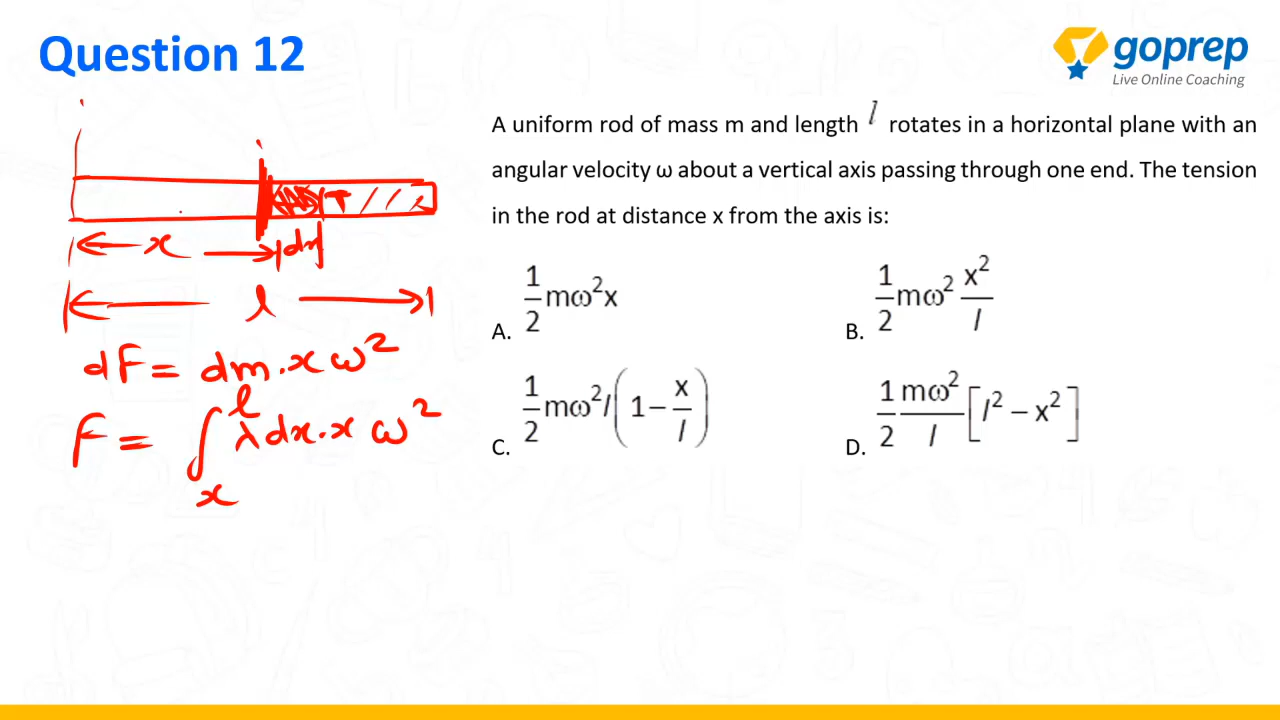 Question 12
goprep
Live Online Coaching
A uniform rod of mass m and length l rotates in a horizontal plane with an
angular velocity ω about a vertical axis passing through one end. The tension
in the rod at distance x from the axis is:
A. 1/2 mω²x
B. 1/2 mω² x²/l
C. 1/2 mω²l(1 − x/l)
D. 1/2 mω²/l [l² − x²]
x
l
dF = dm.x ω²
F = ∫ₓˡ λdx.x ω²